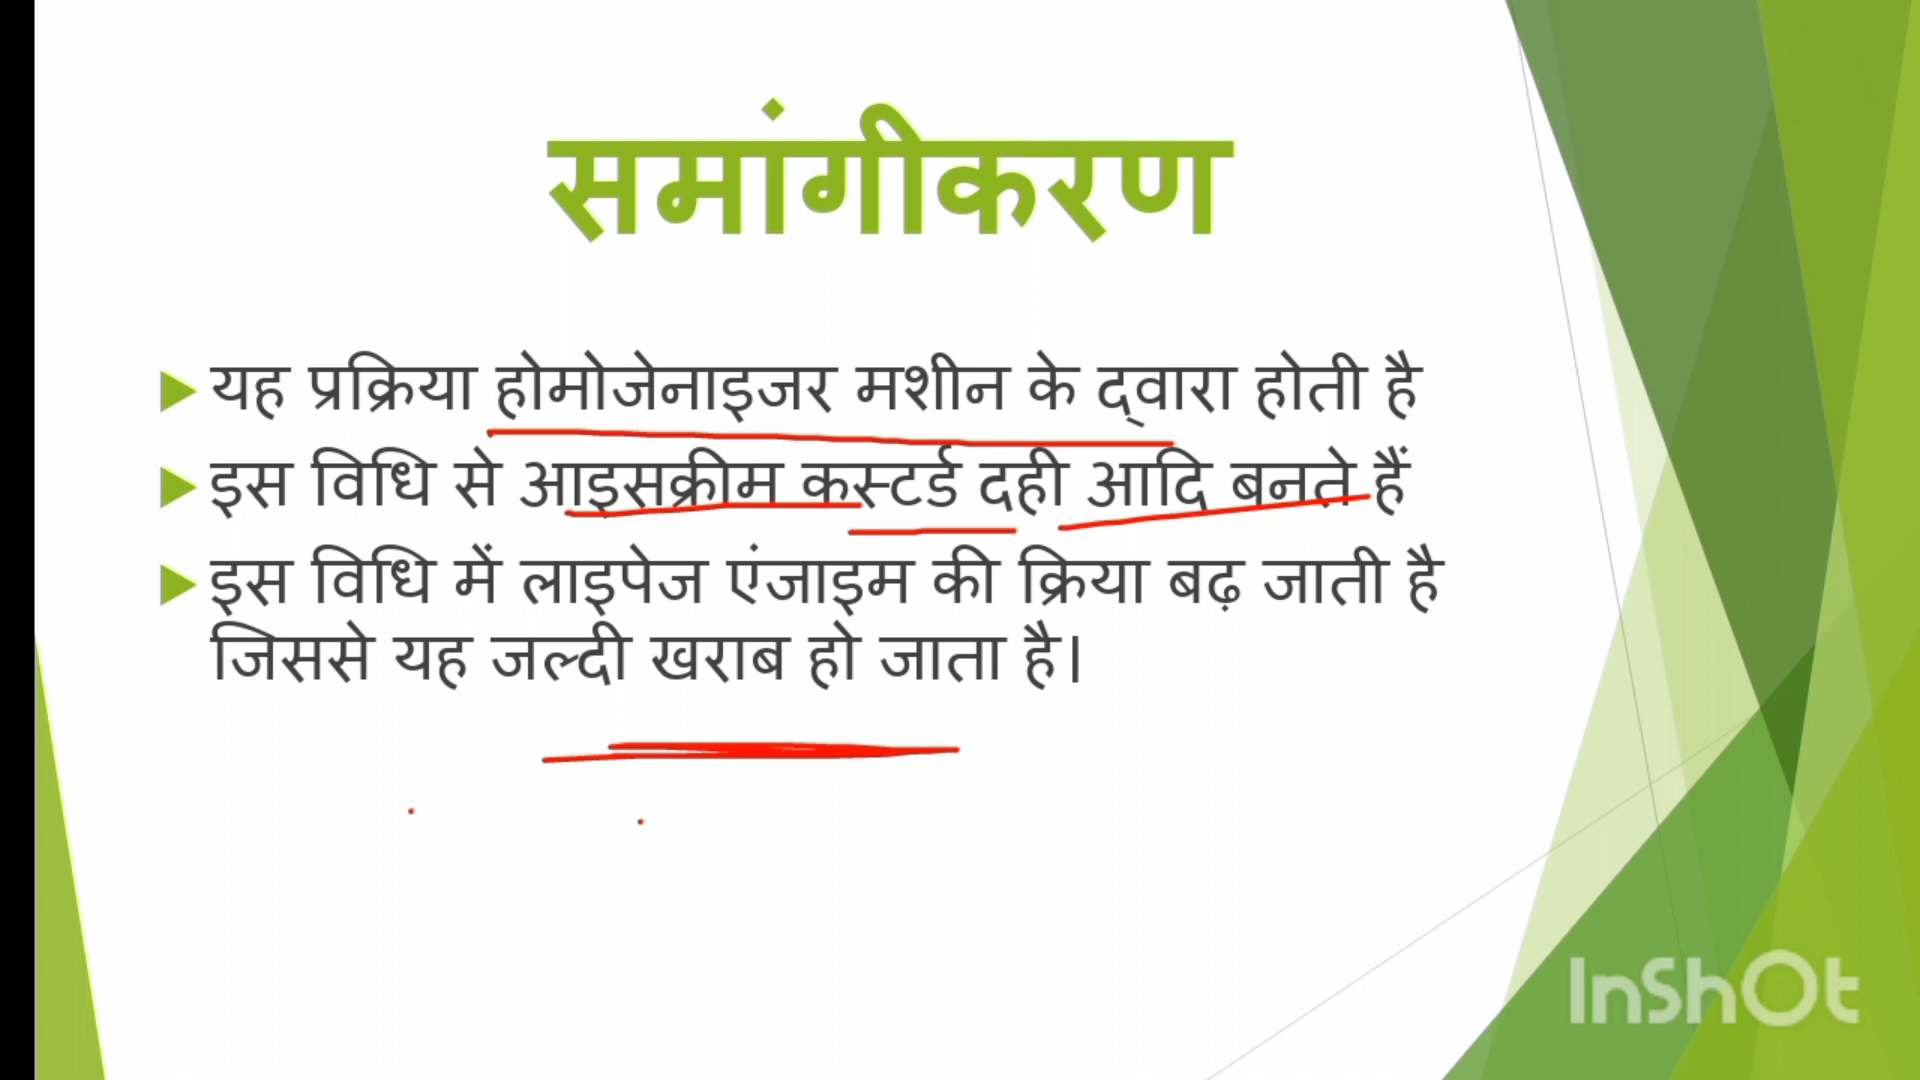 समांगीकरण
यह प्रक्रिया होमोजेनाइजर मशीन के द्वारा होती है
इस विधि से आइसक्रीम कस्टर्ड दही आदि बनते हैं
इस विधि में लाइपेज एंजाइम की क्रिया बढ़ जाती है
जिससे यह जल्दी खराब हो जाता है।
InShOt